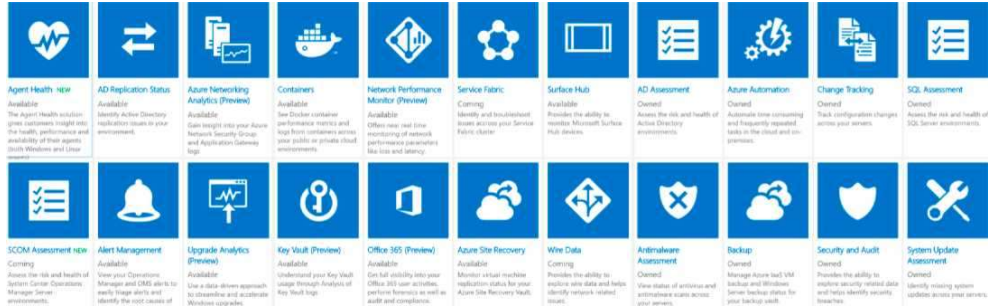 Agent Health NEW
Available
The Agent Health solution
gives customers insight into
the health, performance and
availability of their agents
(both Windows and Linux
AD Replication Status
Available
Identify Active Directory
replication issues in your
environment.
Azure Networking
Analytics (Preview)
Available
Gain insight into your Azure
Network Security Group
and Application Gateway
logs
Containers
Available
See Docker container
performance metrics and
logs from containers across
your public or private cloud
environments
Network Performance
Monitor (Preview)
Available
Offers near real time
monitoring of network
performance parameters
like loss and latency.
Service Fabric
Coming
Identify and troubleshoot
issues across your Service
Fabric cluster
Surface Hub
Available
Provides the ability to
monitor Microsoft Surface
Hub devices.
AD Assessment
Owned
Assess the risk and health of
Active Directory
environments.
Azure Automation
Owned
Automate time consuming
and frequently repeated
tasks in the cloud and on-
premises.
Change Tracking
Owned
Track configuration changes
across your servers.
SQL Assessment
Owned
Assess the risk and health of
SQL Server environments.
SCOM Assessment NEW
Coming
Assess the risk and health of
System Center Operations
Manager Server
environments.
Alert Management
Available
View your Operations
Manager and OMS alerts to
easily triage alerts and
identify the root causes of
Upgrade Analytics
(Preview)
Available
Use a data-driven approach
to streamline and accelerate
Windows upgrades.
Key Vault (Preview)
Available
Understand your Key Vault
usage through Analysis of
Key Vault logs
Office 365 (Preview)
Available
Get full visibility into your
Office 365 user activities,
perform forensics as well as
audit and compliance.
Azure Site Recovery
Available
Monitor virtual machine
replication status for your
Azure Site Recovery Vault.
Wire Data
Coming
Provides the ability to
explore wire data and helps
identify network related
issues.
Antimalware
Assessment
Owned
View status of antivirus and
antimalware scans across
your servers.
Backup
Owned
Manage Azure IaaS VM
backup and Windows
Server backup status for
your backup vault.
Security and Audit
Owned
Provides the ability to
explore security related data
and helps identify security
breaches
System Update
Assessment
Owned
Identify missing system
updates across your servers.